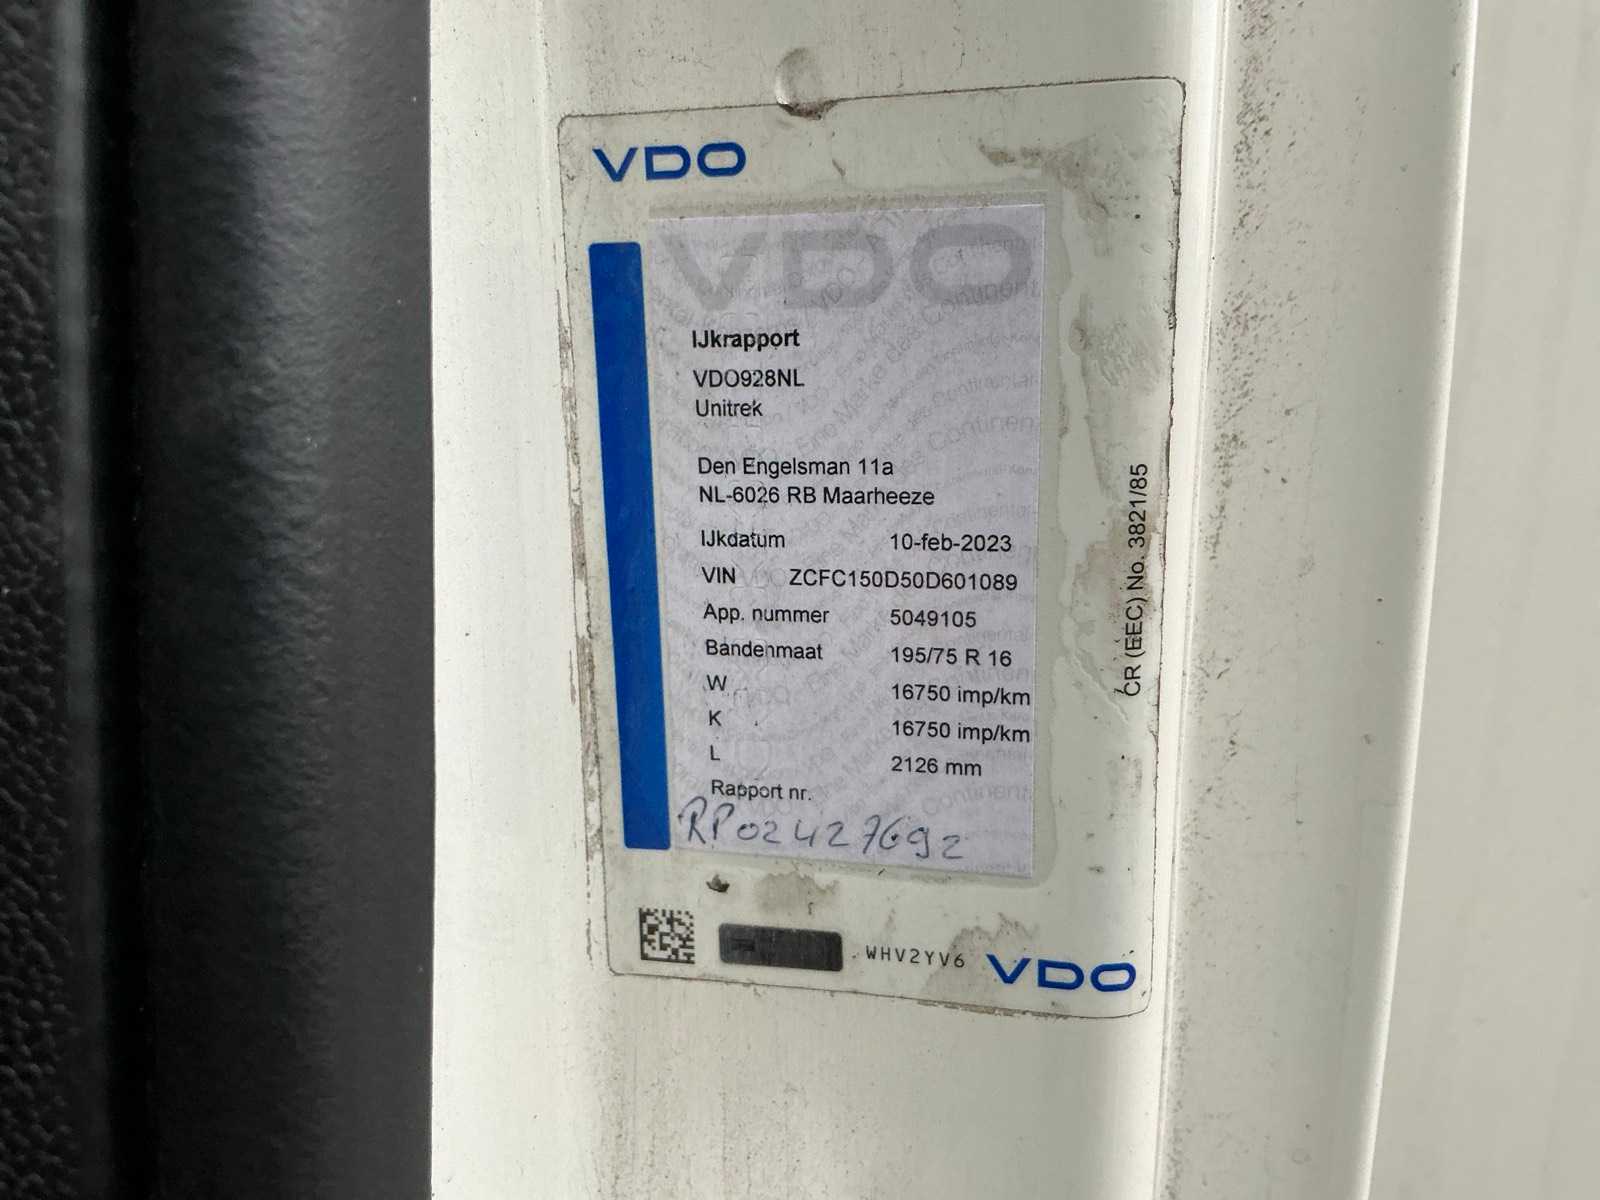 VDO
VDO
IJkrapport
VDO928NL
Unitrek
Den Engelsman 11a
NL-6026 RB Maarheeze
IJkdatum 10-feb-2023
VIN ZCFC150D50D601089
App. nummer 5049105
Bandenmaat 195/75 R 16
W 16750 imp/km
K 16750 imp/km
L 2126 mm
Rapport nr.
RP02427692
WHV2YV6
VDO
CR (EEC) No. 3821/85